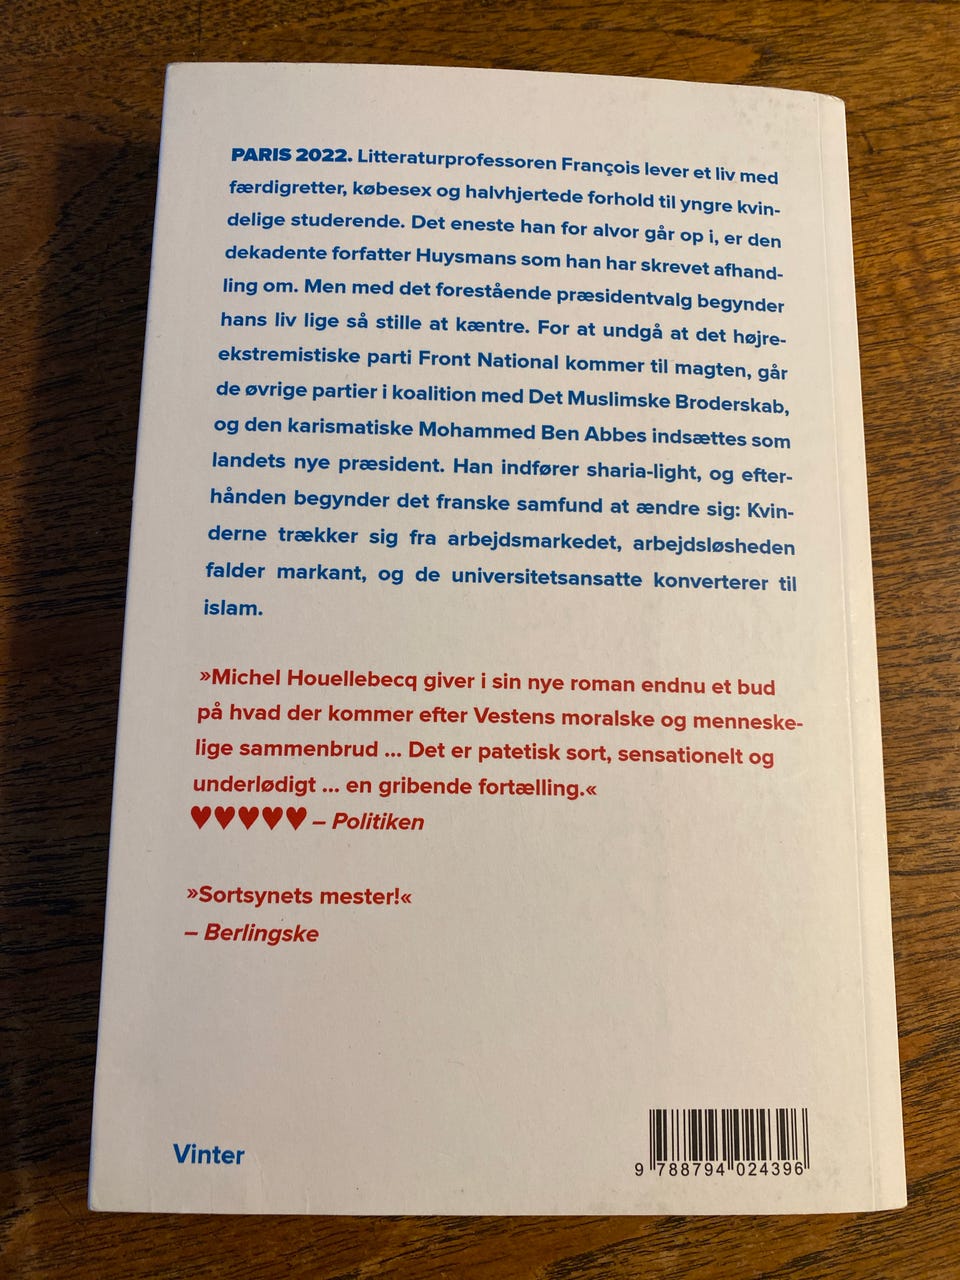 PARIS 2022. Litteraturprofessoren François lever et liv med
færdigretter, købesex og halvhjertede forhold til yngre kvin-
delige studerende. Det eneste han for alvor går op i, er den
dekadente forfatter Huysmans som han har skrevet afhand-
ling om. Men med det forestående præsidentvalg begynder
hans liv lige så stille at kæntre. For at undgå at det højre-
ekstremistiske parti Front National kommer til magten, går
de øvrige partier i koalition med Det Muslimske Broderskab,
og den karismatiske Mohammed Ben Abbes indsættes som
landets nye præsident. Han indfører sharia-light, og efter-
hånden begynder det franske samfund at ændre sig: Kvin-
derne trækker sig fra arbejdsmarkedet, arbejdsløsheden
falder markant, og de universitetsansatte konverterer til
islam.
»Michel Houellebecq giver i sin nye roman endnu et bud
på hvad der kommer efter Vestens moralske og menneske-
lige sammenbrud ... Det er patetisk sort, sensationelt og
underlødigt ... en gribende fortælling.«
♥♥♥♥♥ – Politiken
»Sortsynets mester!«
– Berlingske
Vinter
9 788794 024396